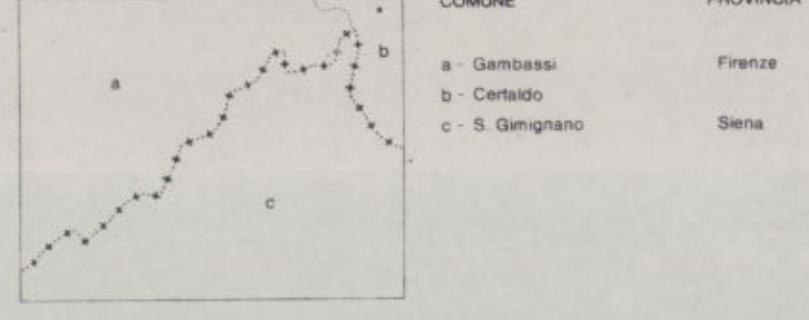 COMUNE PROVINCIA
a - Gambassi Firenze
b - Certaldo
c - S. Gimignano Siena
a
b
c